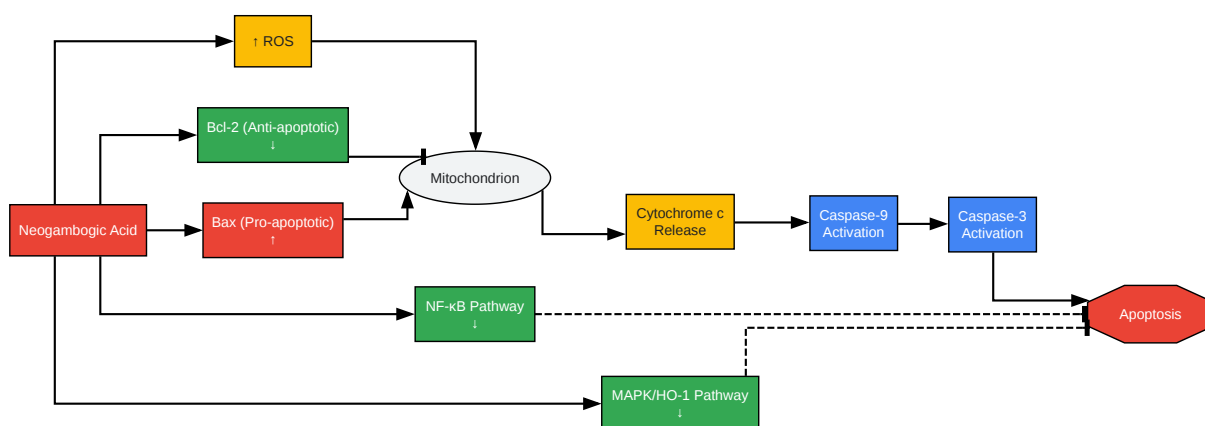 ↑ ROS
Bcl-2 (Anti-apoptotic)
↓
Mitochondrion
Neogambogic Acid
Bax (Pro-apoptotic)
↑
Cytochrome c
Release
Caspase-9
Activation
Caspase-3
Activation
NF-κB Pathway
↓
Apoptosis
MAPK/HO-1 Pathway
↓